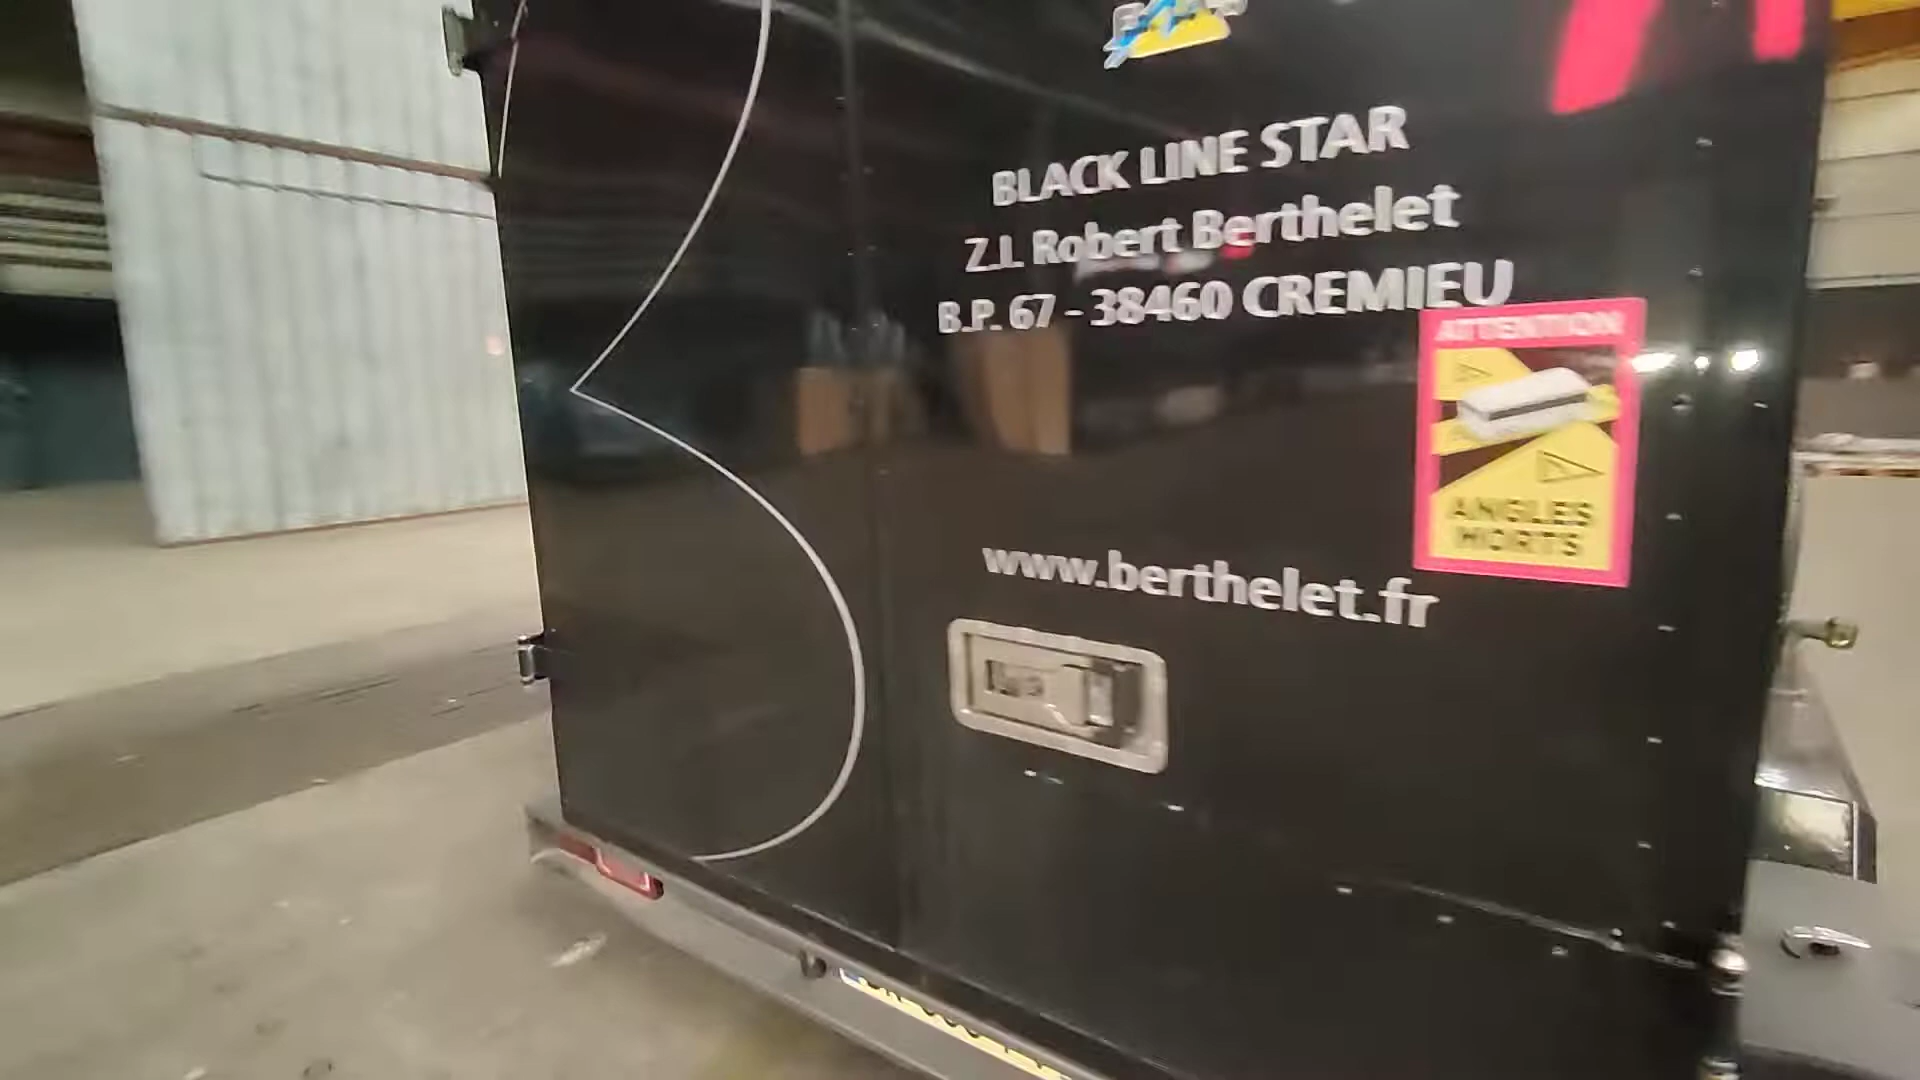 BLACK LINE STAR
Z.I. Robert Berthelet
B.P. 67 - 38460 CREMIEU
ATTENTION
ANGLES
MORTS
www.berthelet.fr